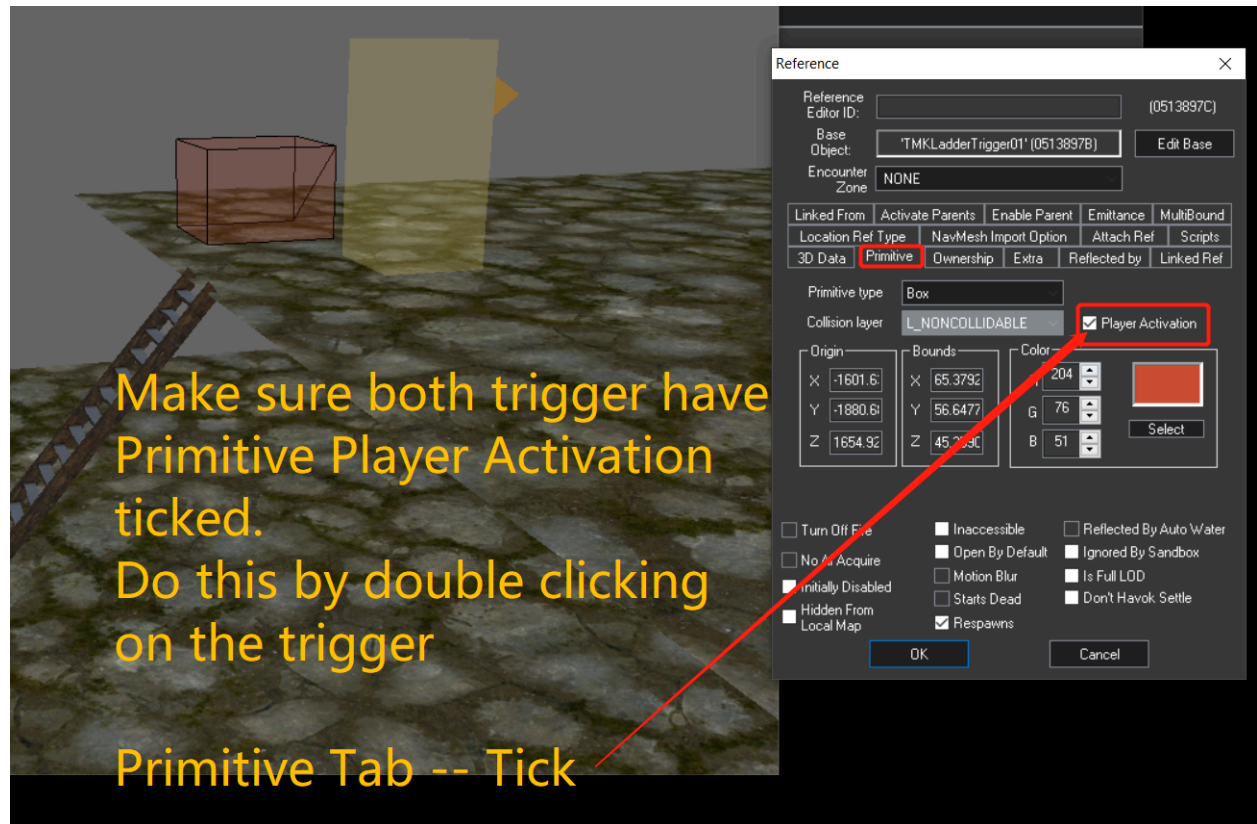 Reference
Reference
Editor ID:
(0513897C)
Base
Object:
'TMKLadderTrigger01' (0513897B)
Edit Base
Encounter
Zone
NONE
Linked From Activate Parents Enable Parent Emittance MultiBound
Location Ref Type NavMesh Import Option Attach Ref Scripts
3D Data Primitive Ownership Extra Reflected by Linked Ref
Primitive type Box
Collision layer L_NONCOLLIDABLE Player Activation
Origin Bounds Color
X -1601.6 X 65.3792 204
Y -1880.6 Y 56.6477 G 76
Z 1654.92 Z B 51
Select
Make sure both trigger have
Primitive Player Activation
ticked.
Do this by double clicking
on the trigger
Primitive Tab -- Tick
Turn Off Fire Inaccessible Reflected By Auto Water
No AI Acquire Open By Default Ignored By Sandbox
Initially Disabled Motion Blur Is Full LOD
Hidden From
Local Map
Starts Dead Don't Havok Settle
Respawns
OK Cancel